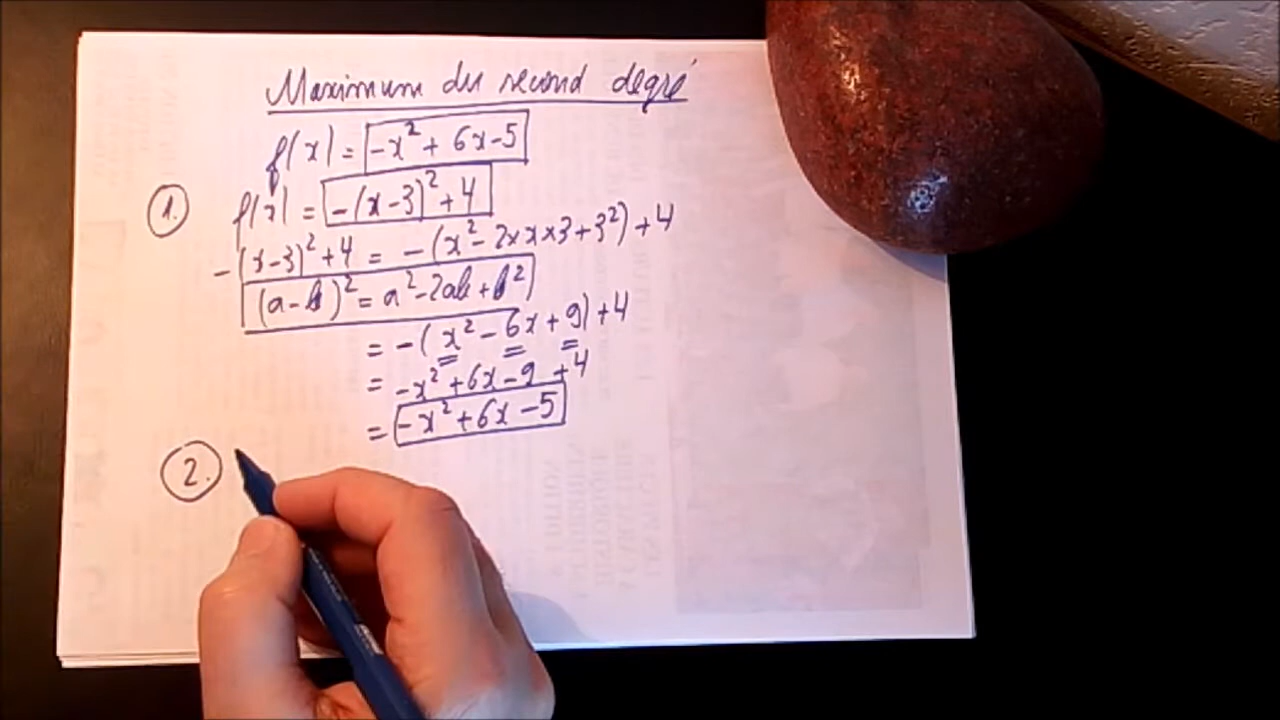 Maximum du second degré
f(x) = -x² + 6x - 5
1. f(x) = -(x-3)² + 4
-(x-3)² + 4 = -(x² - 2×x×3 + 3²) + 4
(a-b)² = a² - 2ab + b²
= -(x² - 6x + 9) + 4
= -x² + 6x - 9 + 4
= -x² + 6x - 5
2.